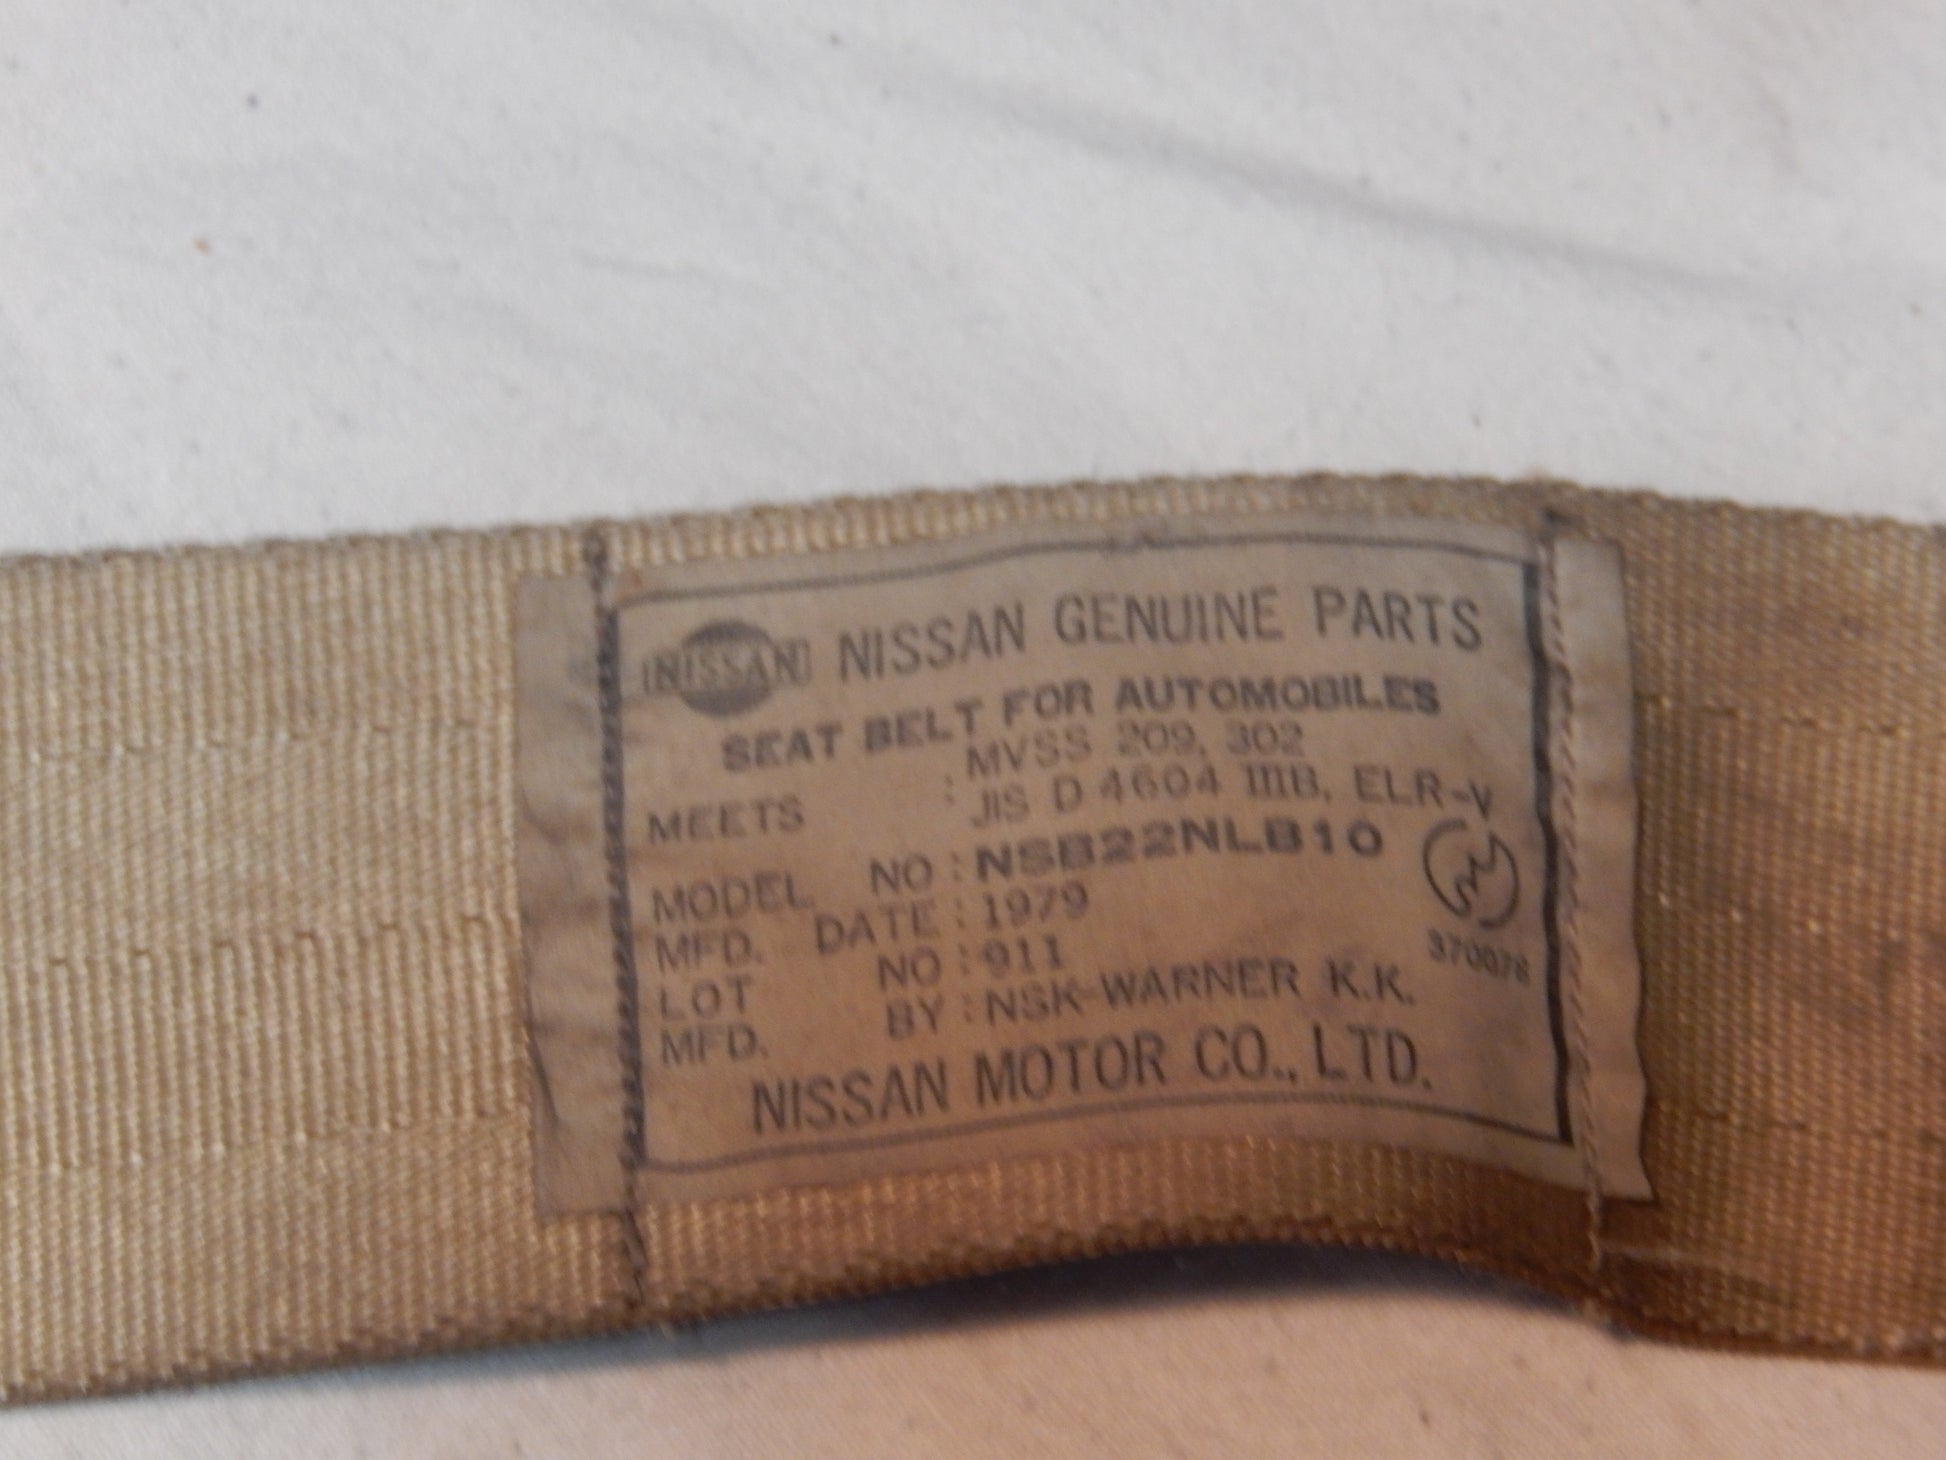 NISSAN NISSAN GENUINE PARTS
SEAT BELT FOR AUTOMOBILES
MEETS : MVSS 209, 302
JIS D 4604 IIIB, ELR-V
MODEL NO : NSB22NLB10
MFD. DATE : 1979
LOT NO : 911
MFD. BY : NSK-WARNER K.K.
370078
NISSAN MOTOR CO., LTD.